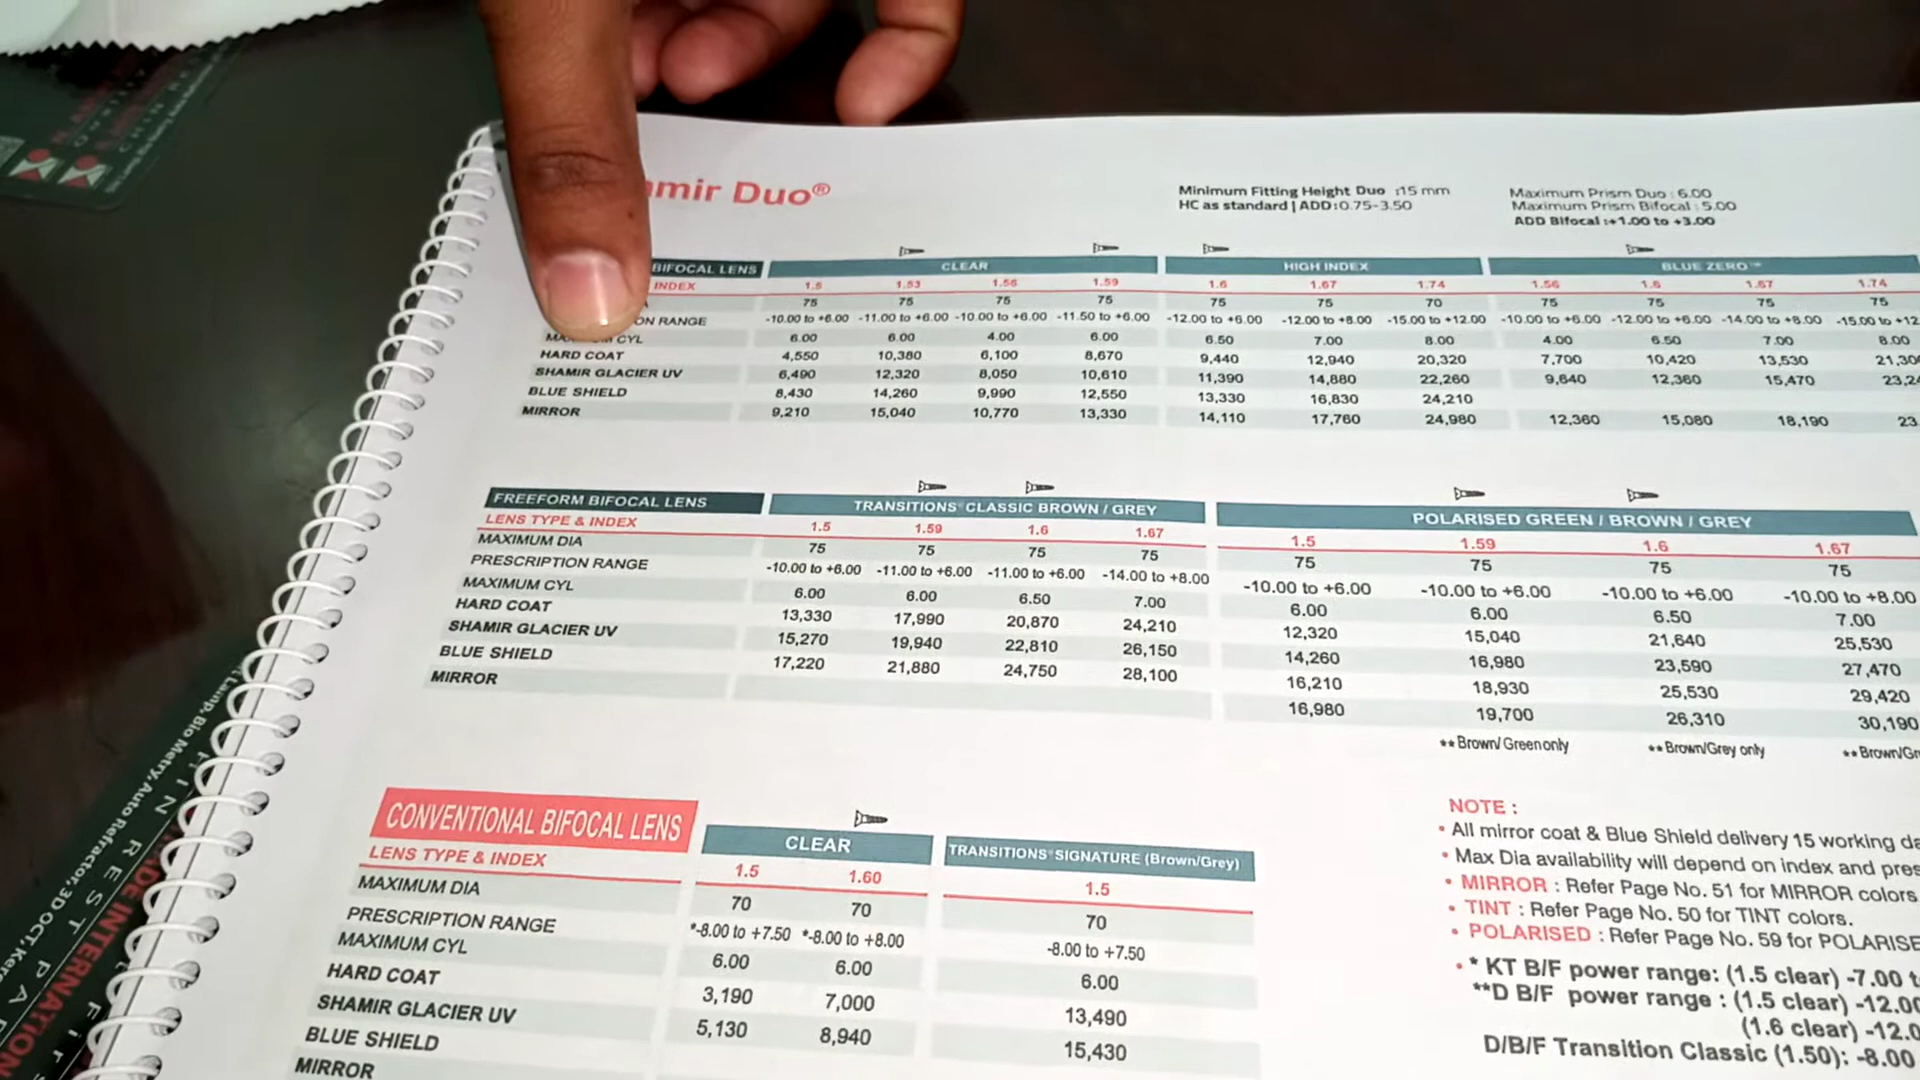 amir Duo®
Minimum Fitting Height Duo :15 mm
HC as standard | ADD:0.75-3.50
Maximum Prism Duo : 6.00
Maximum Prism Bifocal : 5.00
ADD Bifocal :+1.00 to +3.00
BIFOCAL LENS CLEAR HIGH INDEX BLUE ZERO™
INDEX 1.5 1.53 1.56 1.59 1.6 1.67 1.74 1.56 1.6 1.67 1.74
75 75 75 75 75 75 70 75 75 75 75
ON RANGE -10.00 to +6.00 -11.00 to +6.00 -10.00 to +6.00 -11.50 to +6.00 -12.00 to +6.00 -12.00 to +8.00 -15.00 to +12.00 -10.00 to +6.00 -12.00 to +6.00 -14.00 to +8.00 -15.00 to +12
CYL 6.00 6.00 4.00 6.00 6.50 7.00 8.00 4.00 6.50 7.00 8.00
HARD COAT 4,550 10,380 6,100 8,670 9,440 12,940 20,320 7,700 10,420 13,530 21,30
SHAMIR GLACIER UV 6,490 12,320 8,050 10,610 11,390 14,880 22,260 9,640 12,360 15,470 23,2
BLUE SHIELD 8,430 14,260 9,990 12,550 13,330 16,830 24,210
MIRROR 9,210 15,040 10,770 13,330 14,110 17,760 24,980 12,360 15,080 18,190 23
FREEFORM BIFOCAL LENS TRANSITIONS® CLASSIC BROWN / GREY POLARISED GREEN / BROWN / GREY
LENS TYPE & INDEX 1.5 1.59 1.6 1.67 1.5 1.59 1.6 1.67
MAXIMUM DIA 75 75 75 75 75 75 75 75
PRESCRIPTION RANGE -10.00 to +6.00 -11.00 to +6.00 -11.00 to +6.00 -14.00 to +8.00 -10.00 to +6.00 -10.00 to +6.00 -10.00 to +6.00 -10.00 to +8.00
MAXIMUM CYL 6.00 6.00 6.50 7.00 6.00 6.00 6.50 7.00
HARD COAT 13,330 17,990 20,870 24,210 12,320 15,040 21,640 25,530
SHAMIR GLACIER UV 15,270 19,940 22,810 26,150 14,260 16,980 23,590 27,470
BLUE SHIELD 17,220 21,880 24,750 28,100 16,210 18,930 25,530 29,420
MIRROR 16,980 19,700 26,310 30,190
** Brown/ Green only ** Brown/Grey only ** Brown/Gr
CONVENTIONAL BIFOCAL LENS CLEAR TRANSITIONS® SIGNATURE (Brown/Grey)
LENS TYPE & INDEX 1.5 1.60 1.5
MAXIMUM DIA 70 70 70
PRESCRIPTION RANGE *-8.00 to +7.50 *-8.00 to +8.00 -8.00 to +7.50
MAXIMUM CYL 6.00 6.00 6.00
HARD COAT 3,190 7,000 13,490
SHAMIR GLACIER UV 5,130 8,940 15,430
BLUE SHIELD
MIRROR
NOTE :
• All mirror coat & Blue Shield delivery 15 working da
• Max Dia availability will depend on index and pres
• MIRROR : Refer Page No. 51 for MIRROR colors
• TINT : Refer Page No. 50 for TINT colors.
• POLARISED : Refer Page No. 59 for POLARISE
• * KT B/F power range: (1.5 clear) -7.00 t
**D B/F power range : (1.5 clear) -12.00
(1.6 clear) -12.0
D/B/F Transition Classic (1.50): -8.00
Lamp, Bio Metry, Auto Refractor, 3D OCT, Ker
ADE INTERNATION